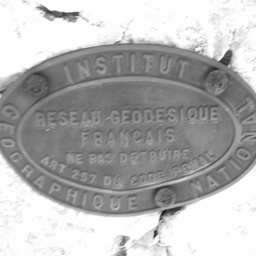 INSTITUT
GEOGRAPHIQUE
NATIONAL
RESEAU-GEODESIQUE
FRANCAIS
NE PAS DETRUIRE
ART 257 DU CODE PENAL